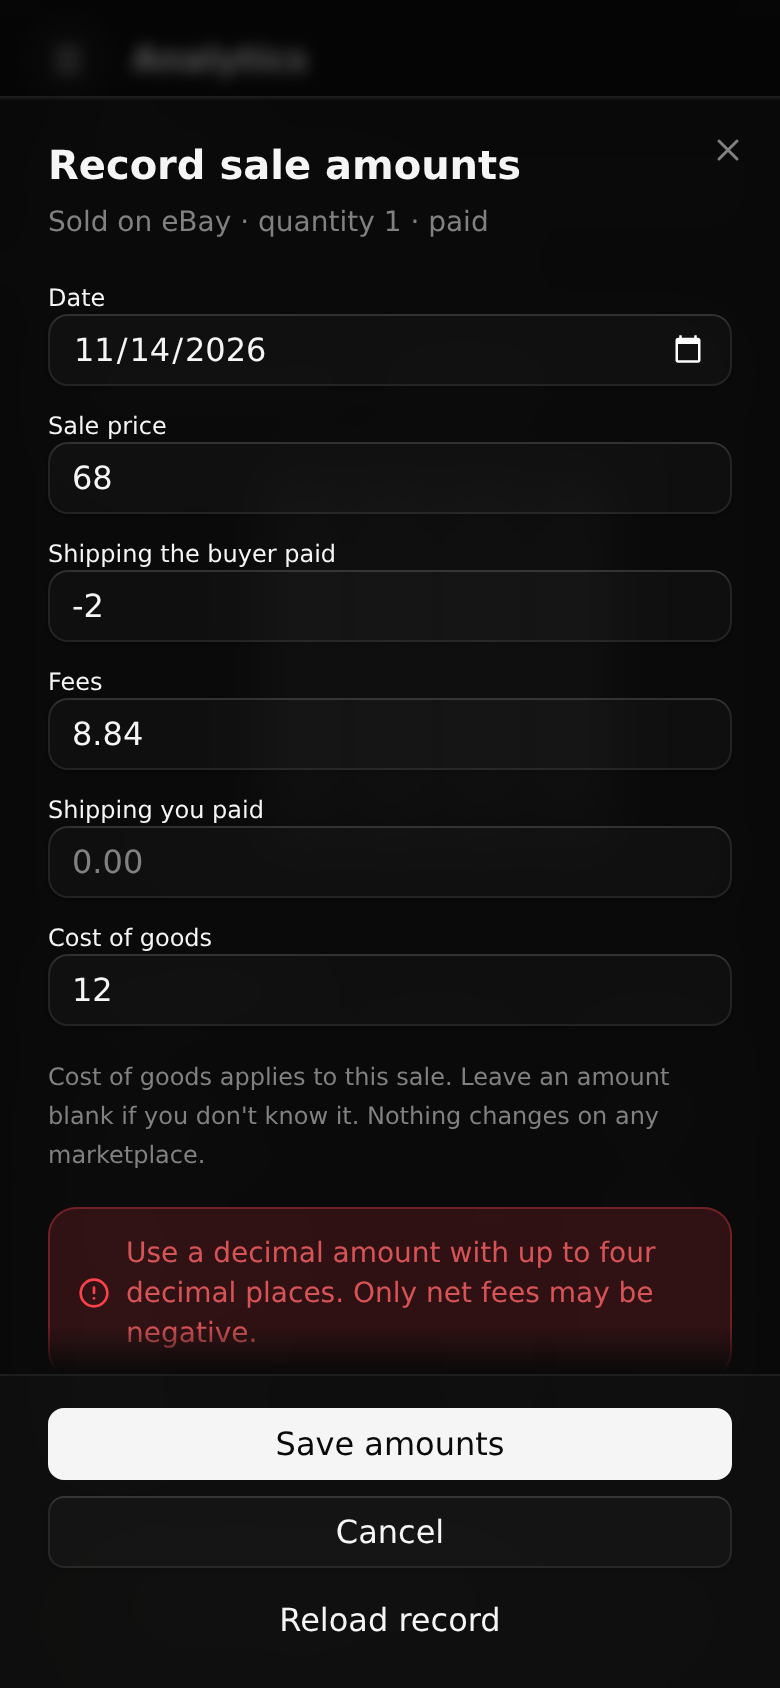 Analytics
Record sale amounts
Sold on eBay · quantity 1 · paid
Date
11/14/2026
Sale price
68
Shipping the buyer paid
-2
Fees
8.84
Shipping you paid
0.00
Cost of goods
12
Cost of goods applies to this sale. Leave an amount
blank if you don't know it. Nothing changes on any
marketplace.
Use a decimal amount with up to four
decimal places. Only net fees may be
negative.
Save amounts
Cancel
Reload record